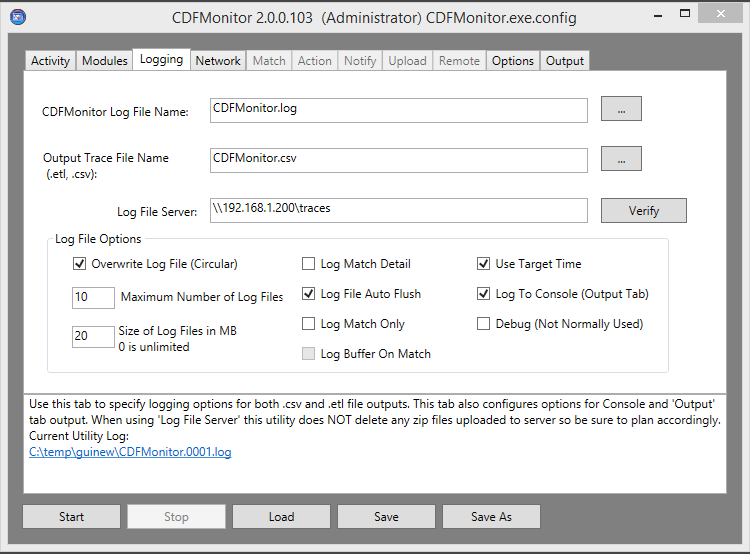 CDFMonitor 2.0.0.103  (Administrator) CDFMonitor.exe.config
Activity Modules Logging Network Match Action Notify Upload Remote Options Output
CDFMonitor Log File Name: CDFMonitor.log ...
Output Trace File Name CDFMonitor.csv ...
(.etl, .csv):
Log File Server: \\192.168.1.200\traces Verify
Log File Options
Overwrite Log File (Circular) Log Match Detail Use Target Time
10 Maximum Number of Log Files Log File Auto Flush Log To Console (Output Tab)
20 Size of Log Files in MB Log Match Only Debug (Not Normally Used)
0 is unlimited
Log Buffer On Match
Use this tab to specify logging options for both .csv and .etl file outputs. This tab also configures options for Console and 'Output'
tab output. When using 'Log File Server' this utility does NOT delete any zip files uploaded to server so be sure to plan accordingly.
Current Utility Log:
C:\temp\guinew\CDFMonitor.0001.log
Start Stop Load Save Save As